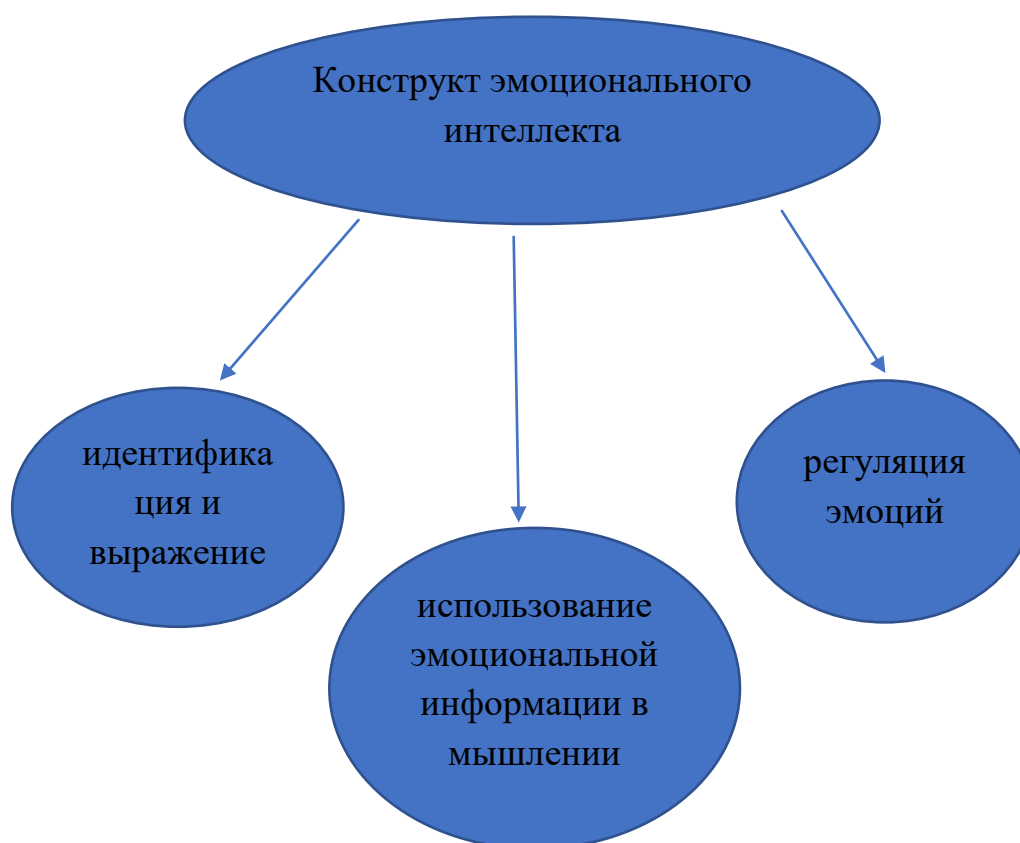 Конструкт эмоционального
интеллекта
идентифика
ция и
выражение
использование
эмоциональной
информации в
мышлении
регуляция
эмоций